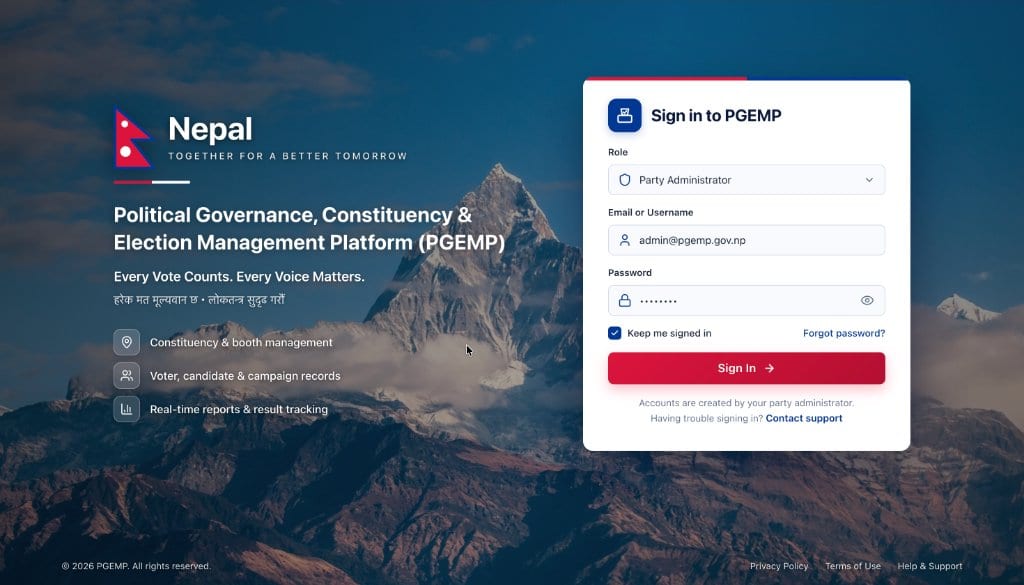 Nepal
TOGETHER FOR A BETTER TOMORROW
Political Governance, Constituency &
Election Management Platform (PGEMP)
Every Vote Counts. Every Voice Matters.
हरेक मत मूल्यवान छ • लोकतन्त्र सुदृढ गरौँ
Constituency & booth management
Voter, candidate & campaign records
Real-time reports & result tracking
Sign in to PGEMP
Role
Party Administrator
Email or Username
admin@pgemp.gov.np
Password
••••••••
Keep me signed in
Forgot password?
Sign In →
Accounts are created by your party administrator.
Having trouble signing in? Contact support
© 2026 PGEMP. All rights reserved.
Privacy Policy
Terms of Use
Help & Support